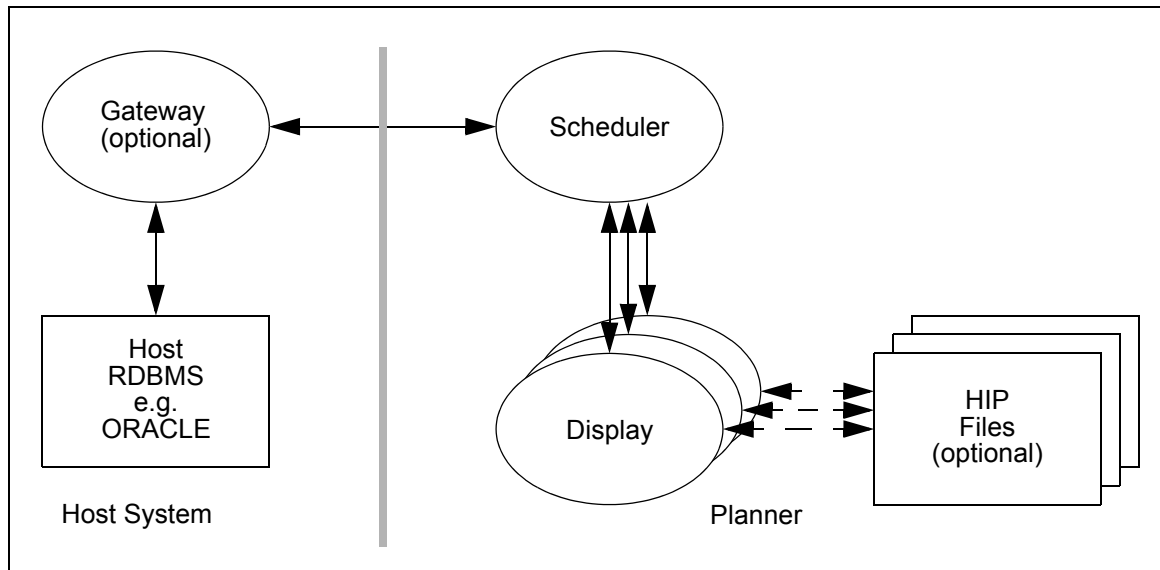 Gateway
(optional)
Scheduler
Host
RDBMS
e.g.
ORACLE
Display
HIP
Files
(optional)
Host System
Planner